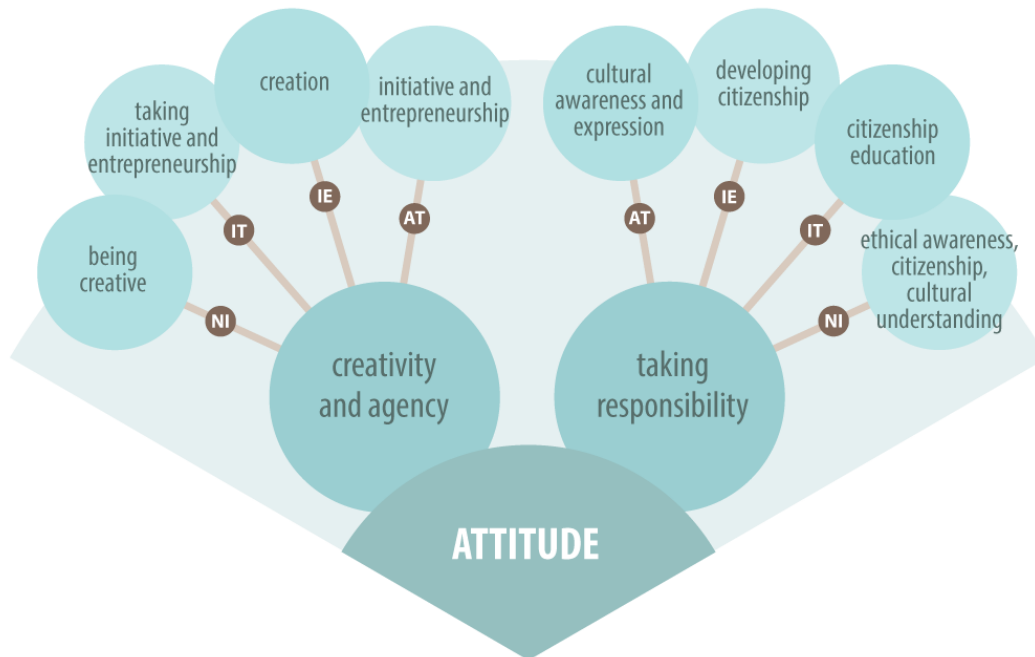 being
creative
NI
taking
initiative and
entrepreneurship
IT
creation
IE
initiative and
entrepreneurship
AT
creativity
and agency
cultural
awareness and
expression
AT
developing
citizenship
IE
citizenship
education
IT
ethical awareness,
citizenship,
cultural
understanding
NI
taking
responsibility
ATTITUDE